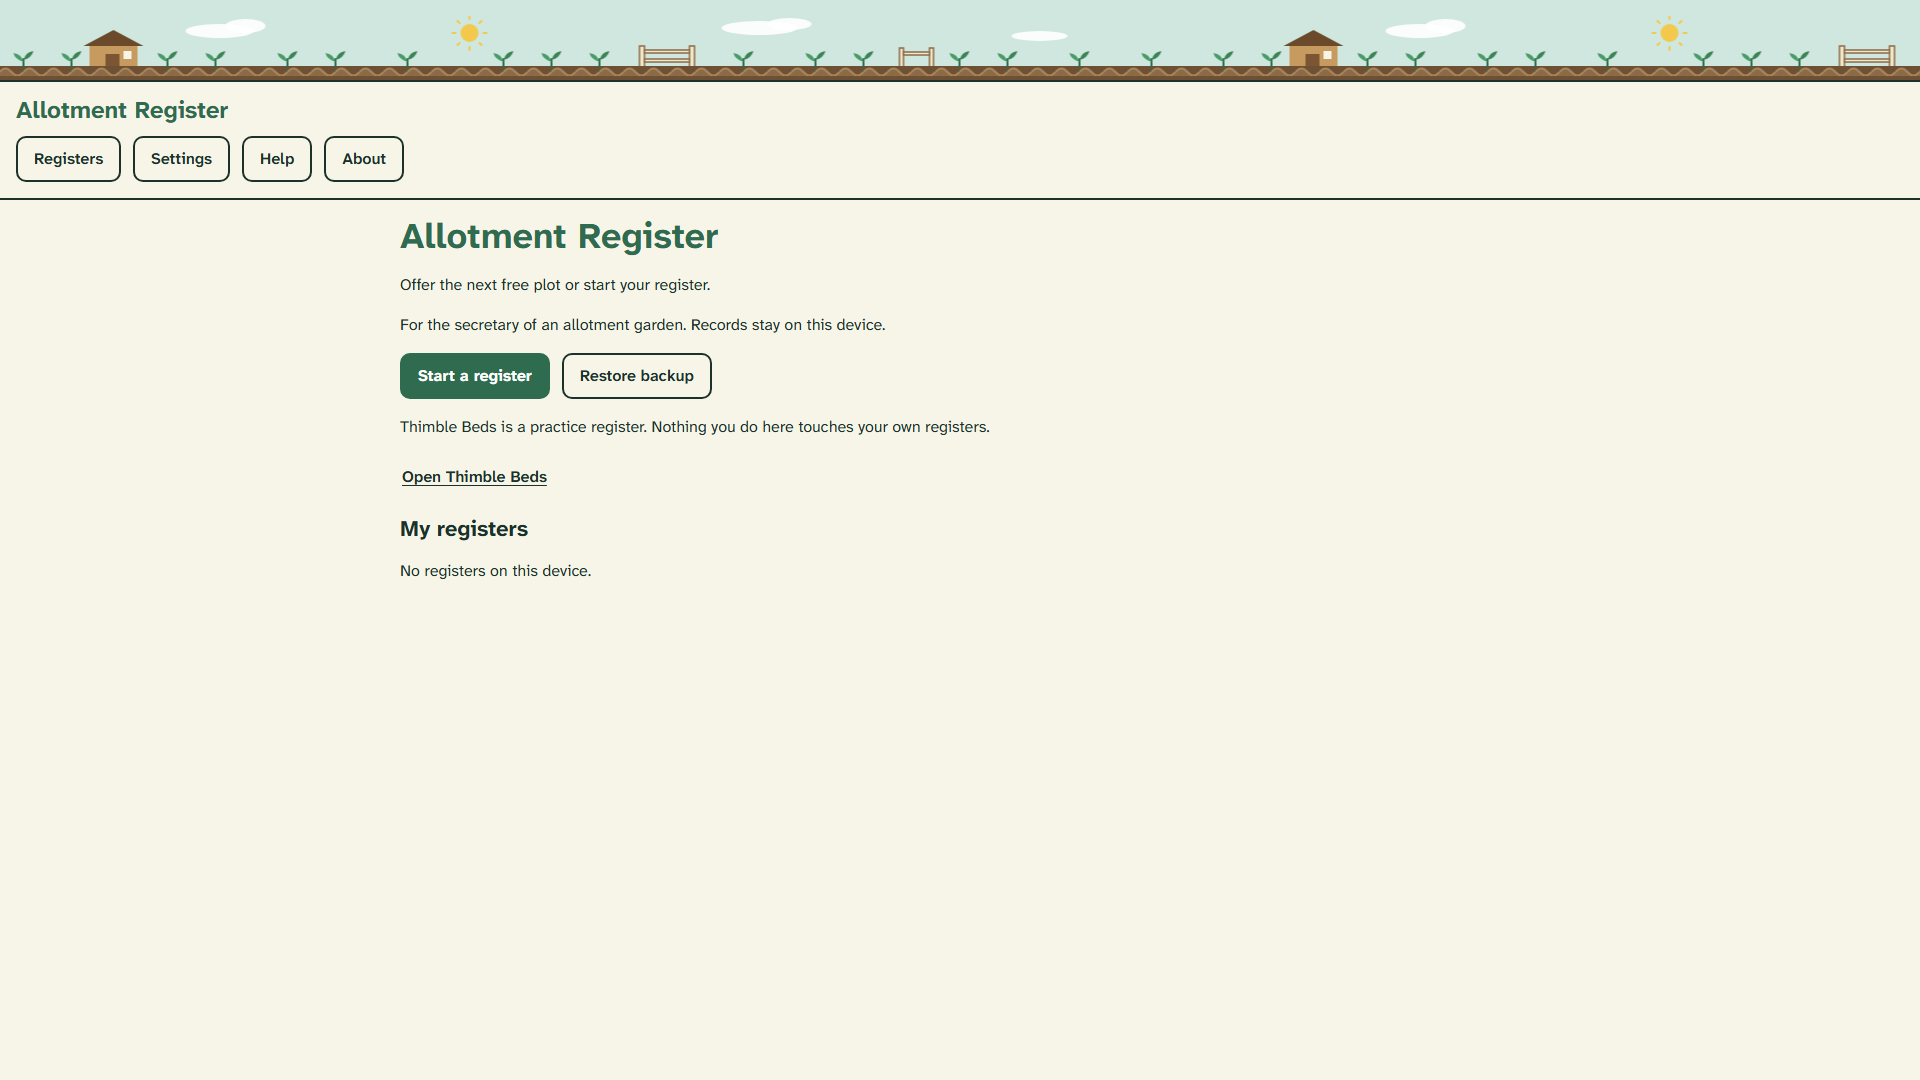 Allotment Register
Registers Settings Help About
Allotment Register
Offer the next free plot or start your register.
For the secretary of an allotment garden. Records stay on this device.
Start a register Restore backup
Thimble Beds is a practice register. Nothing you do here touches your own registers.
Open Thimble Beds
My registers
No registers on this device.